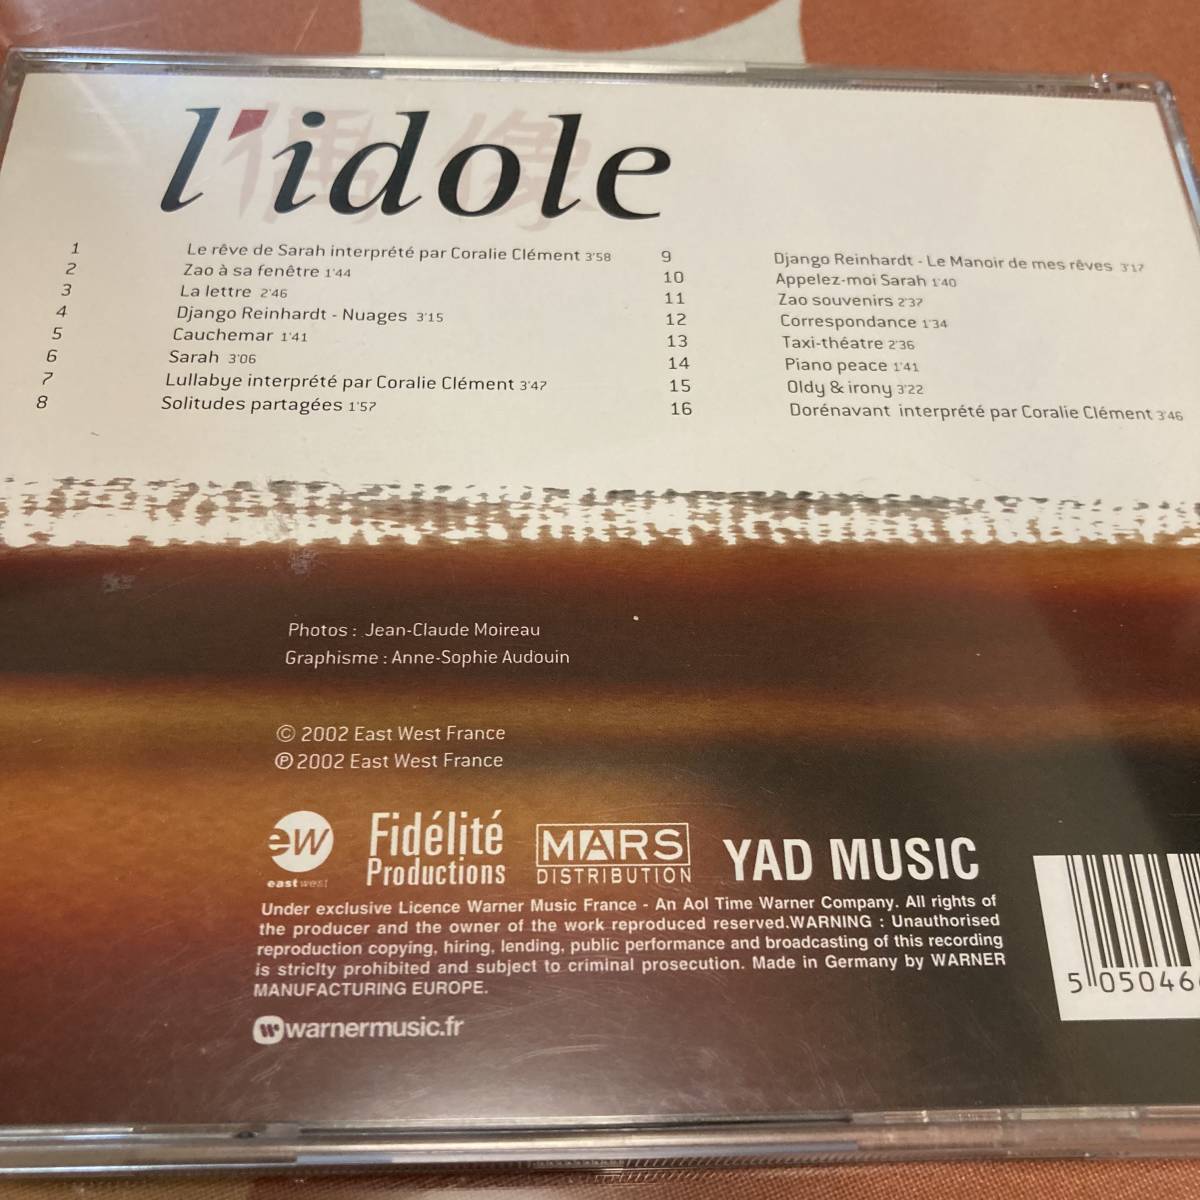 偶像
l'idole
1 Le rêve de Sarah interprété par Coralie Clément 3'58
2 Zao à sa fenêtre 1'44
3 La lettre 2'46
4 Django Reinhardt - Nuages 3'15
5 Cauchemar 1'41
6 Sarah 3'06
7 Lullabye interprété par Coralie Clément 3'47
8 Solitudes partagées 1'57
9 Django Reinhardt - Le Manoir de mes rêves 3'17
10 Appelez-moi Sarah 1'40
11 Zao souvenirs 2'37
12 Correspondance 1'34
13 Taxi-théatre 2'36
14 Piano peace 1'41
15 Oldy & irony 3'22
16 Dorénavant interprété par Coralie Clément 3'46
Photos : Jean-Claude Moireau
Graphisme : Anne-Sophie Audouin
© 2002 East West France
℗ 2002 East West France
ew
eastwest
Fidélité
Productions
MARS
DISTRIBUTION
YAD MUSIC
Under exclusive Licence Warner Music France - An Aol Time Warner Company. All rights of
the producer and the owner of the work reproduced reserved.WARNING : Unauthorised
reproduction copying, hiring, lending, public performance and broadcasting of this recording
is striclty prohibited and subject to criminal prosecution. Made in Germany by WARNER
MANUFACTURING EUROPE.
warnermusic.fr
5 050466